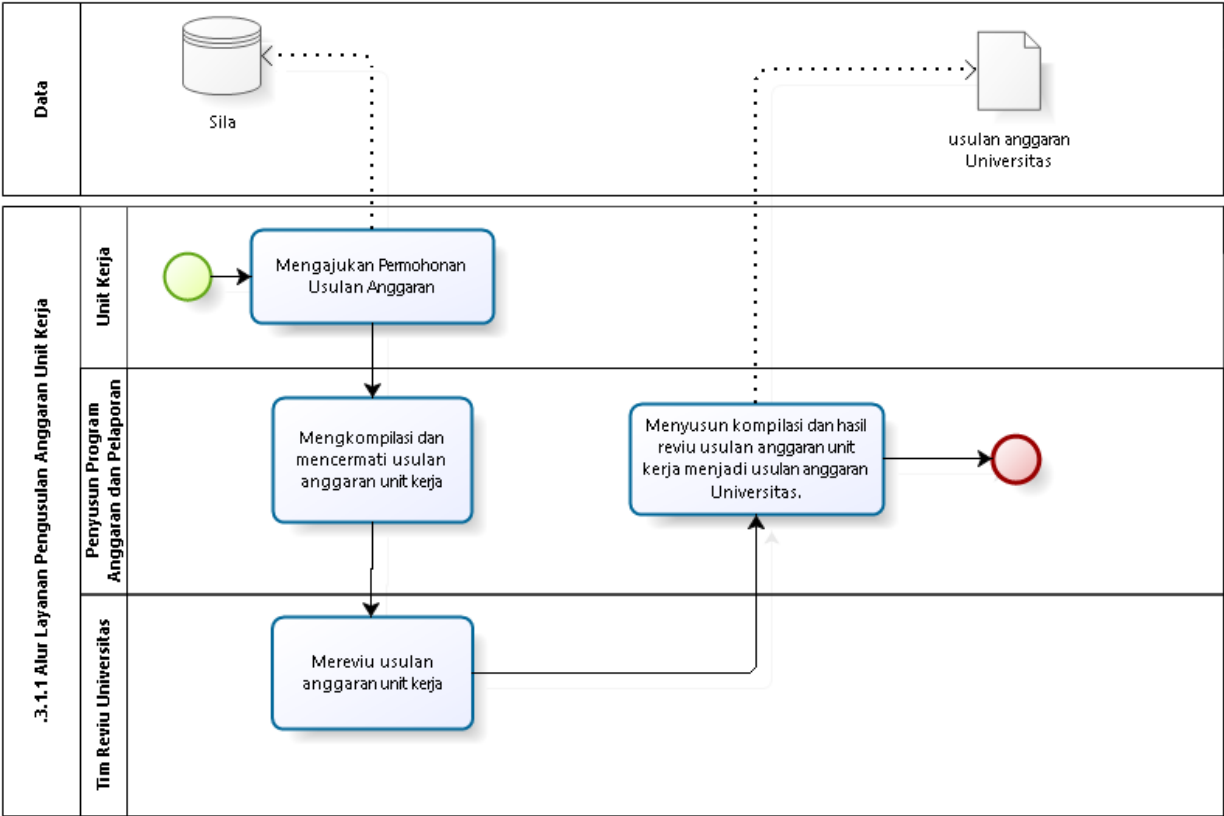 Data
Sila
usulan anggaran
Universitas
.3.1.1 Alur Layanan Pengusulan Anggaran Unit Kerja
Unit Kerja
Mengajukan Permohonan
Usulan Anggaran
Penyusun Program
Anggaran dan Pelaporan
Mengkompilasi dan
mencermati usulan
anggaran unit kerja
Menyusun kompilasi dan hasil
reviu usulan anggaran unit
kerja menjadi usulan anggaran
Universitas.
Tim Reviu Universitas
Mereviu usulan
anggaran unit kerja